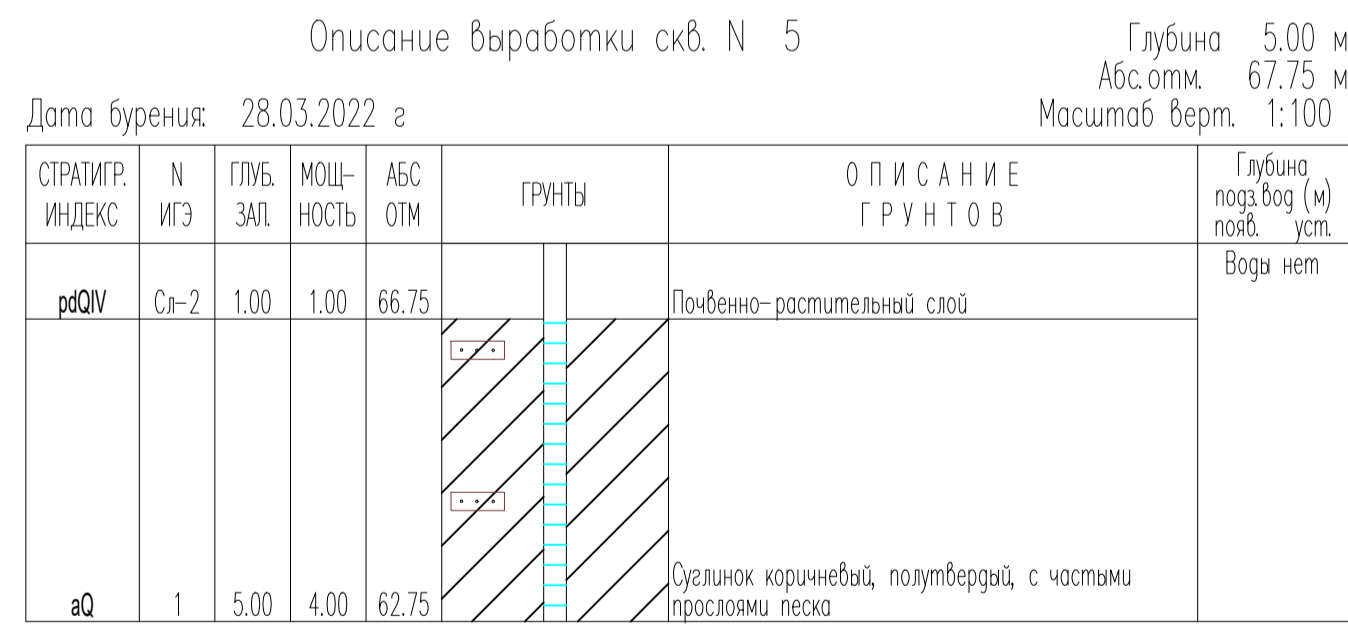 Описание выработки скв. N 5
Глубина 5.00 м
Абс.отм. 67.75 м
Дата бурения: 28.03.2022 г
Масштаб верт. 1:100
СТРАТИГР. ИНДЕКС
N ИГЭ
ГЛУБ. ЗАЛ.
МОЩ-НОСТЬ
АБС ОТМ
ГРУНТЫ
ОПИСАНИЕ
ГРУНТОВ
Глубина
подз.вод (м)
появ. уст.
Воды нет
pdQIV Сл-2 1.00 1.00 66.75 Почвенно-растительный слой
Суглинок коричневый, полутвердый, с частыми
aQ 1 5.00 4.00 62.75 прослоями песка